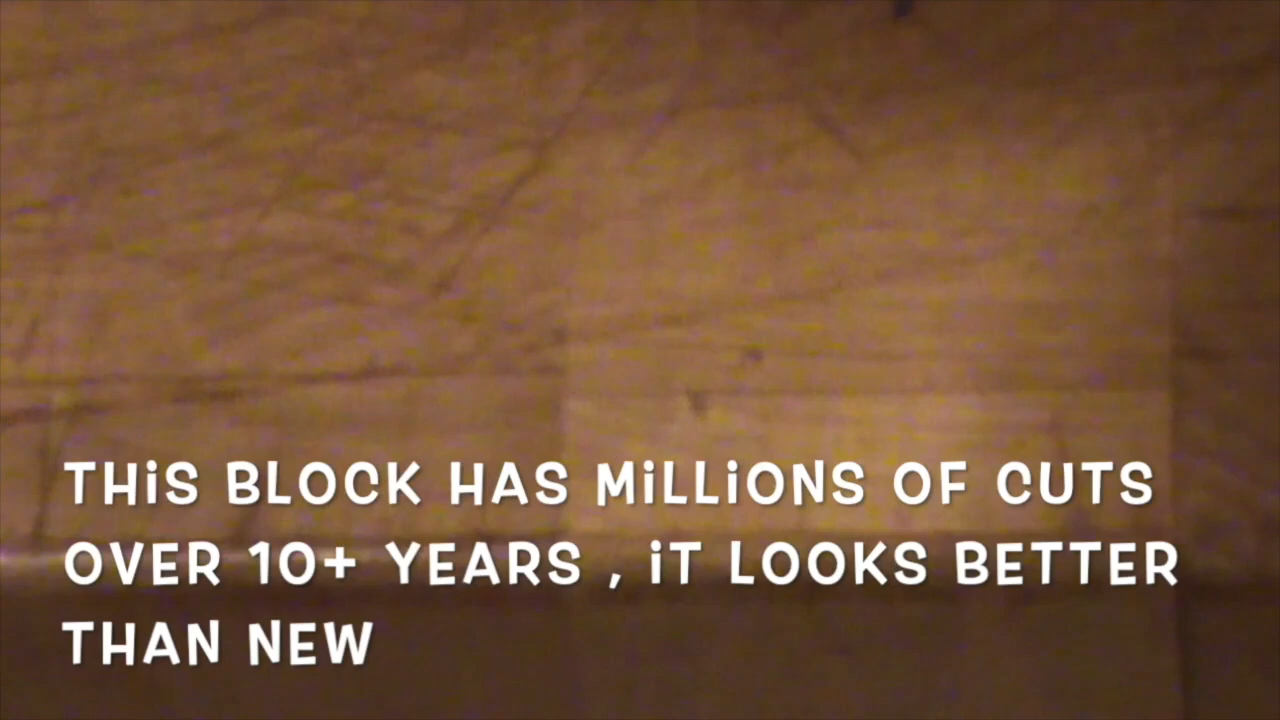 THiS BLOCK HAS MiLLiONS OF CUTS
OVER 10+ YEARS , iT LOOKS BETTER
THAN NEW